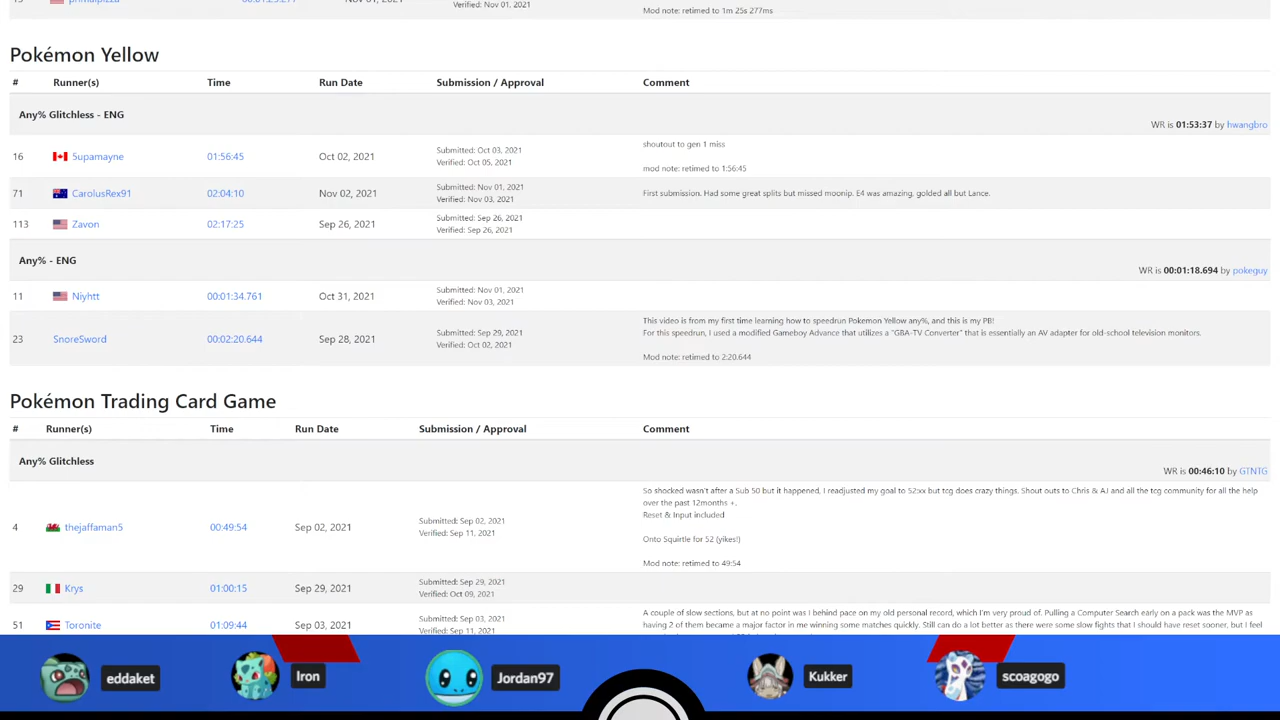 15 primalpizza 00:01:25.277 Nov 01, 2021 Verified: Nov 01, 2021 Mod note: retimed to 1m 25s 277ms
Pokémon Yellow
# Runner(s) Time Run Date Submission / Approval Comment
Any% Glitchless - ENG
WR is 01:53:37 by hwangbro
16 5upamayne 01:56:45 Oct 02, 2021 Submitted: Oct 03, 2021
Verified: Oct 05, 2021
shoutout to gen 1 miss
mod note: retimed to 1:56:45
71 CarolusRex91 02:04:10 Nov 02, 2021 Submitted: Nov 01, 2021
Verified: Nov 03, 2021
First submission. Had some great splits but missed moonip. E4 was amazing, golded all but Lance.
113 Zavon 02:17:25 Sep 26, 2021 Submitted: Sep 26, 2021
Verified: Sep 26, 2021
Any% - ENG
WR is 00:01:18.694 by pokeguy
11 Niyhtt 00:01:34.761 Oct 31, 2021 Submitted: Nov 01, 2021
Verified: Nov 03, 2021
23 SnoreSword 00:02:20.644 Sep 28, 2021 Submitted: Sep 29, 2021
Verified: Oct 02, 2021
This video is from my first time learning how to speedrun Pokemon Yellow any%, and this is my PB!
For this speedrun, I used a modified Gameboy Advance that utilizes a "GBA-TV Converter" that is essentially an AV adapter for old-school television monitors.
Mod note: retimed to 2:20.644
Pokémon Trading Card Game
# Runner(s) Time Run Date Submission / Approval Comment
Any% Glitchless
WR is 00:46:10 by GTNTG
4 thejaffaman5 00:49:54 Sep 02, 2021 Submitted: Sep 02, 2021
Verified: Sep 11, 2021
So shocked wasn't after a Sub 50 but it happened, I readjusted my goal to 52:xx but tcg does crazy things. Shout outs to Chris & AJ and all the tcg community for all the help
over the past 12months +.
Reset & Input included
Onto Squirtle for 52 (yikes!)
Mod note: retimed to 49:54
29 Krys 01:00:15 Sep 29, 2021 Submitted: Sep 29, 2021
Verified: Oct 09, 2021
51 Toronite 01:09:44 Sep 03, 2021 Submitted: Sep 03, 2021
Verified: Sep 11, 2021
A couple of slow sections, but at no point was I behind pace on my old personal record, which I'm very proud of. Pulling a Computer Search early on a pack was the MVP as
having 2 of them became a major factor in me winning some matches quickly. Still can do a lot better as there were some slow fights that I should have reset sooner, but I feel
eddaket Iron Jordan97 Kukker scoagogo